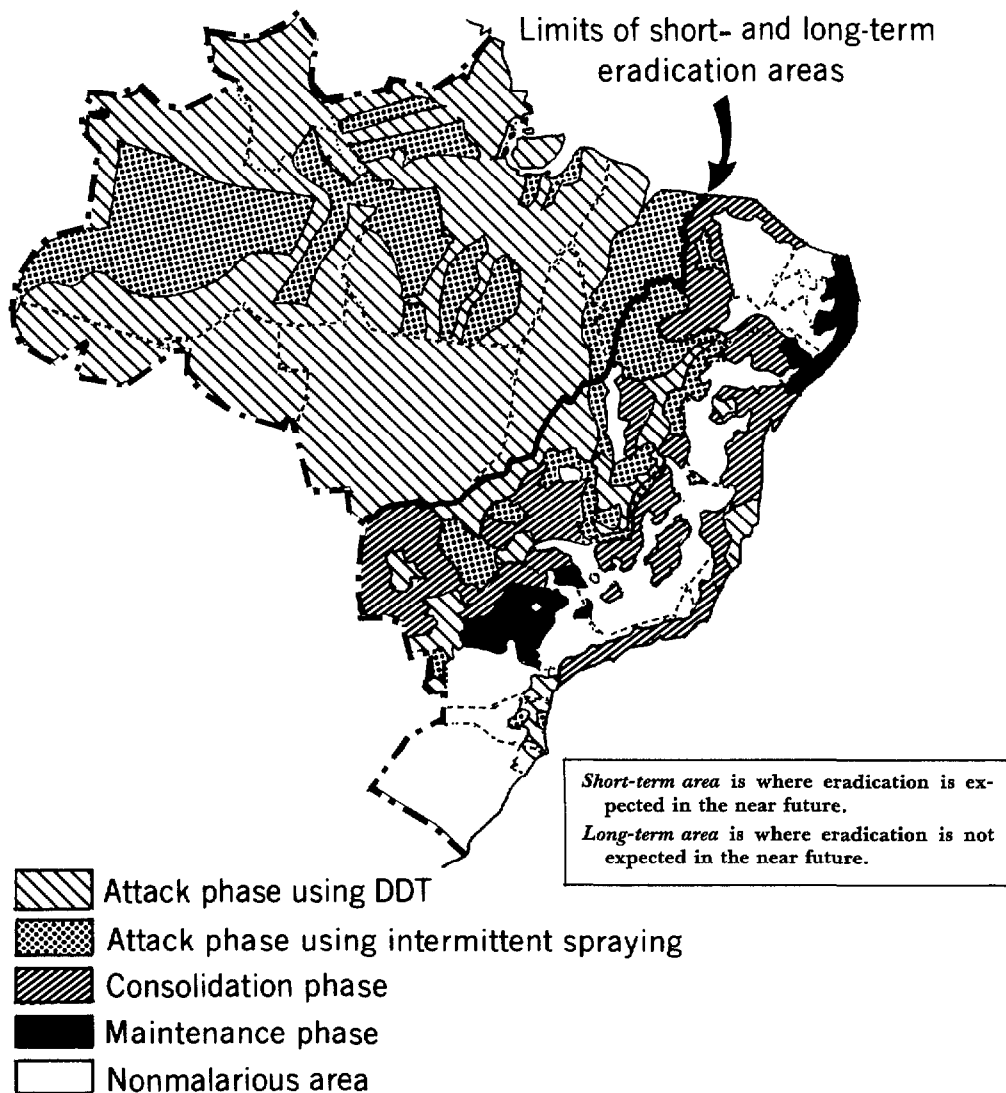 Limits of short- and long-term
eradication areas
Short-term area is where eradication is ex-
pected in the near future.
Long-term area is where eradication is not
expected in the near future.
Attack phase using DDT
Attack phase using intermittent spraying
Consolidation phase
Maintenance phase
Nonmalarious area